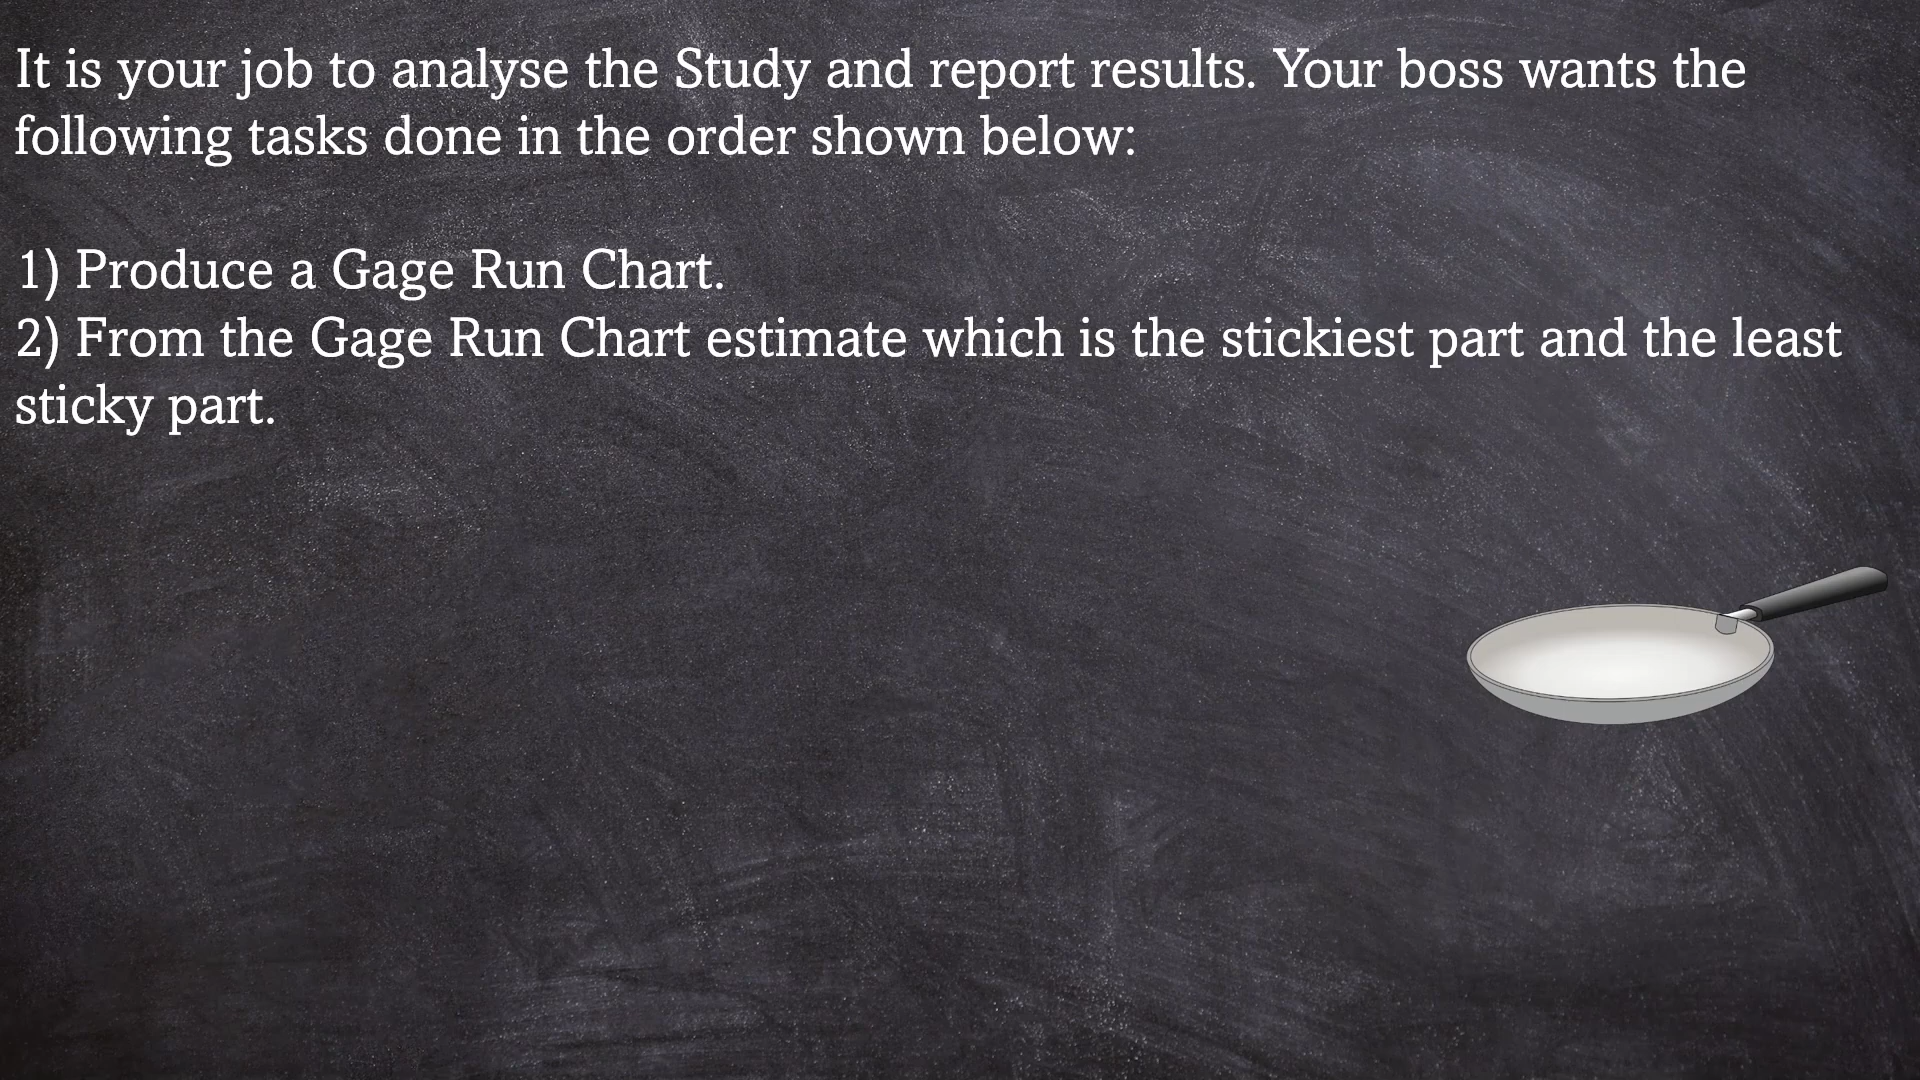 It is your job to analyse the Study and report results. Your boss wants the
following tasks done in the order shown below:
1) Produce a Gage Run Chart.
2) From the Gage Run Chart estimate which is the stickiest part and the least
sticky part.